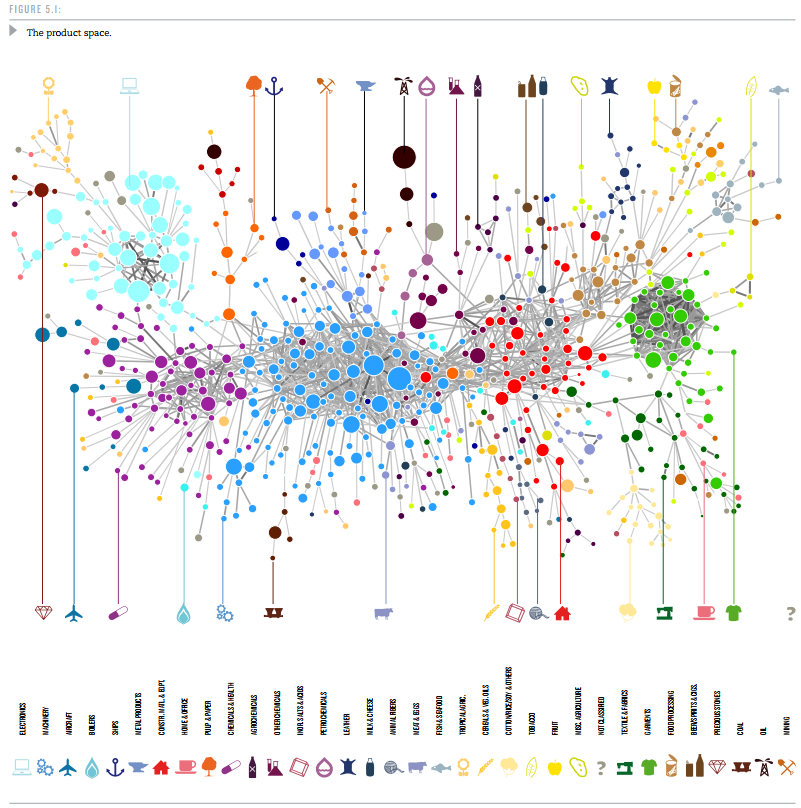 FIGURE 5.1:
The product space.
?
ELECTRONICS
MACHINERY
AIRCRAFT
BOILERS
SHIPS
METAL PRODUCTS
CONSTR. MATL. & EQPT.
HOME & OFFICE
PULP & PAPER
CHEMICALS & HEALTH
AGROCHEMICALS
OTHER CHEMICALS
INOR. SALTS & ACIDS
PETROCHEMICALS
LEATHER
MILK & CHEESE
ANIMAL FIBERS
MEAT & EGGS
FISH & SEAFOOD
TROPICAL AGRIC.
CEREALS & VEG. OILS
COTTON/RICE/SOY & OTHERS
TOBACCO
FRUIT
MISC. AGRICULTURE
NOT CLASSIFIED
TEXTILE & FABRICS
GARMENTS
FOOD PROCESSING
BEER/SPIRITS & CIGS.
PRECIOUS STONES
COAL
OIL
MINING
?